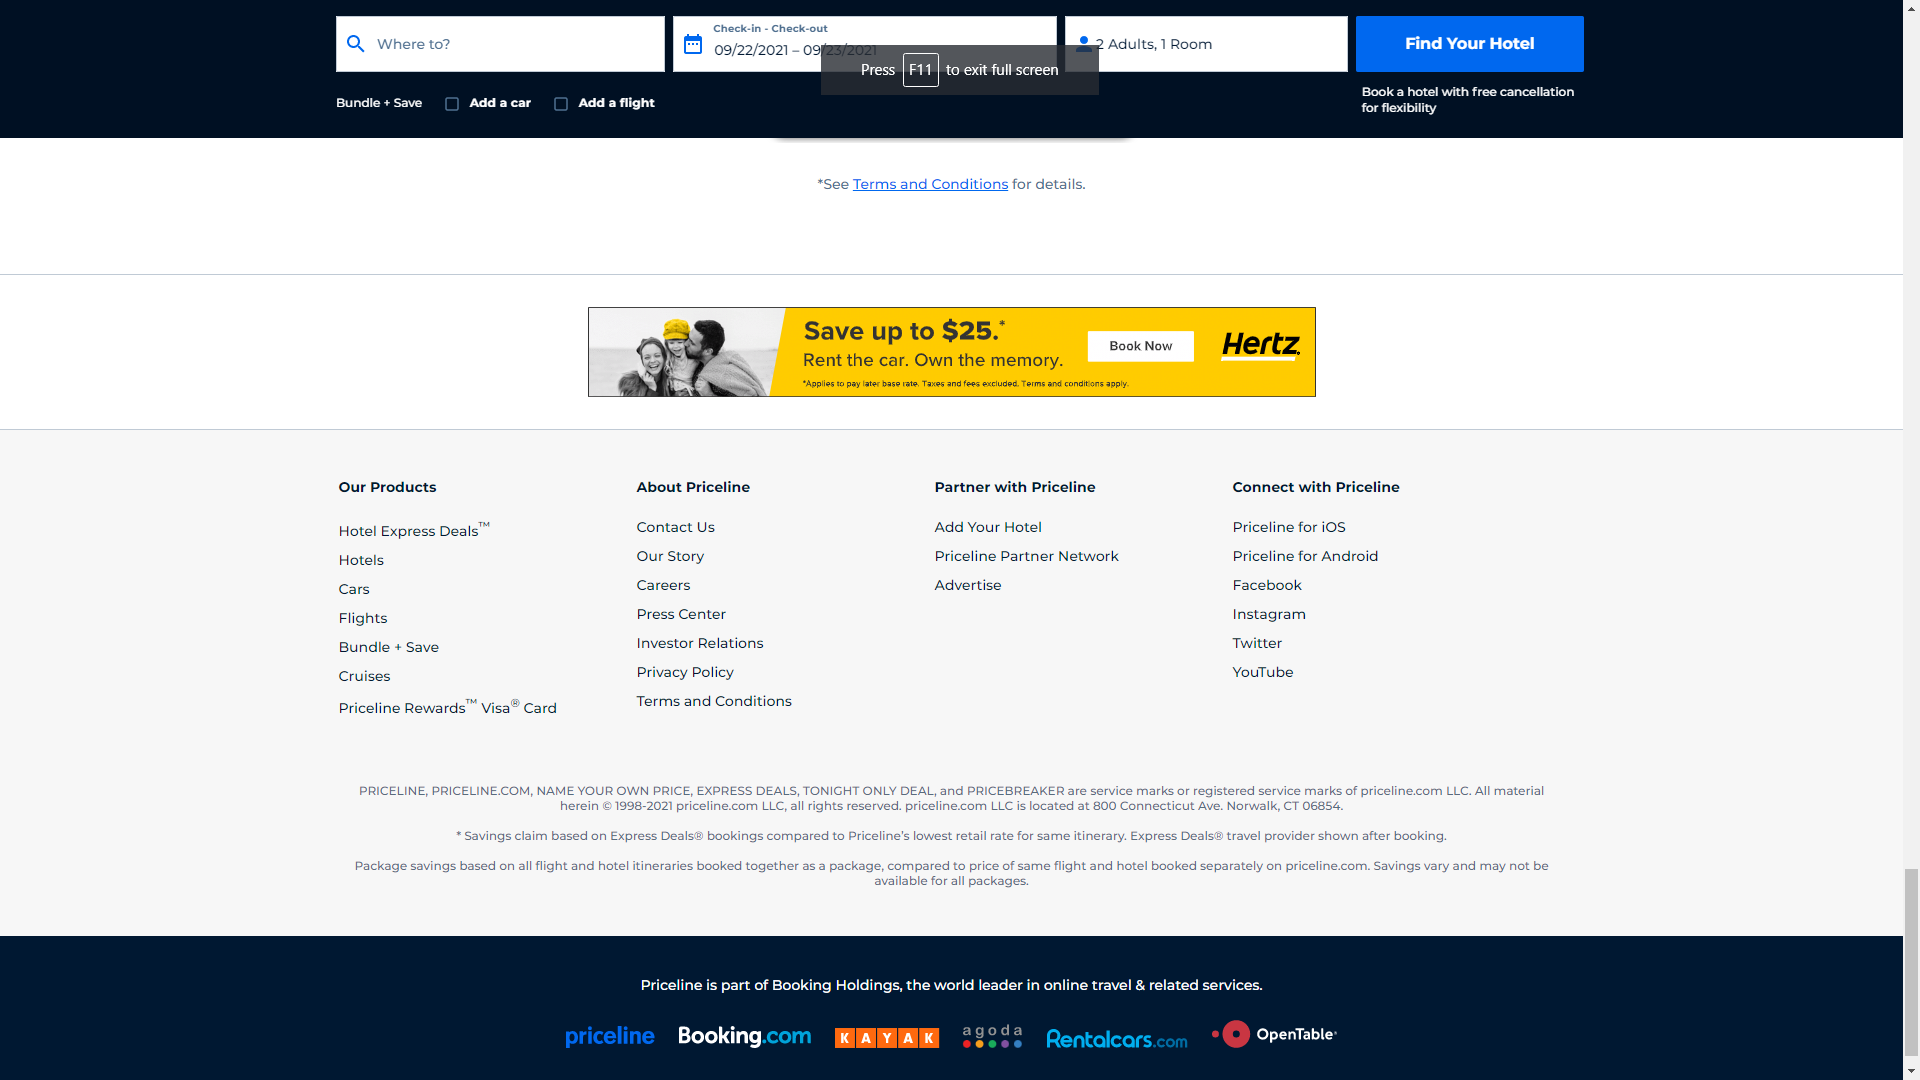 Where to?
Check-in - Check-out
09/22/2021 – 09/23/2021
2 Adults, 1 Room
Find Your Hotel
Press F11 to exit full screen
Bundle + Save
Add a car
Add a flight
Book a hotel with free cancellation
for flexibility
*See Terms and Conditions for details.
Save up to $25.*
Rent the car. Own the memory.
*Applies to pay later base rate. Taxes and fees excluded. Terms and conditions apply.
Book Now
Hertz.
Our Products
Hotel Express Deals™
Hotels
Cars
Flights
Bundle + Save
Cruises
Priceline Rewards™ Visa® Card
About Priceline
Contact Us
Our Story
Careers
Press Center
Investor Relations
Privacy Policy
Terms and Conditions
Partner with Priceline
Add Your Hotel
Priceline Partner Network
Advertise
Connect with Priceline
Priceline for iOS
Priceline for Android
Facebook
Instagram
Twitter
YouTube
PRICELINE, PRICELINE.COM, NAME YOUR OWN PRICE, EXPRESS DEALS, TONIGHT ONLY DEAL, and PRICEBREAKER are service marks or registered service marks of priceline.com LLC. All material
herein © 1998-2021 priceline.com LLC, all rights reserved. priceline.com LLC is located at 800 Connecticut Ave. Norwalk, CT 06854.
* Savings claim based on Express Deals® bookings compared to Priceline’s lowest retail rate for same itinerary. Express Deals® travel provider shown after booking.
Package savings based on all flight and hotel itineraries booked together as a package, compared to price of same flight and hotel booked separately on priceline.com. Savings vary and may not be
available for all packages.
Priceline is part of Booking Holdings, the world leader in online travel & related services.
priceline
Booking.com
KAYAK
agoda
Rentalcars.com
OpenTable